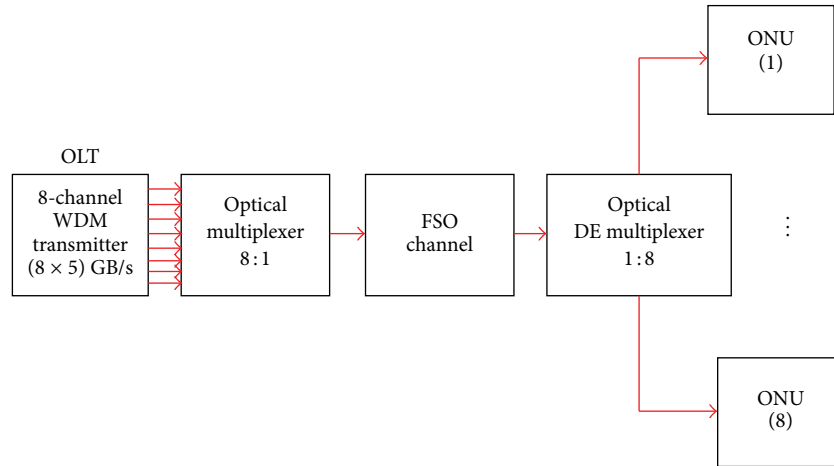 OLT
8-channel
WDM
transmitter
(8 × 5) GB/s
Optical
multiplexer
8 : 1
FSO
channel
Optical
DE multiplexer
1 : 8
ONU
(1)
⋮
ONU
(8)